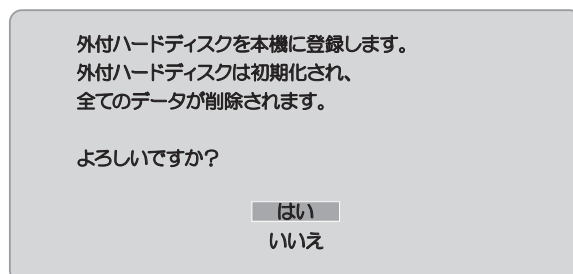 外付ハードディスクを本機に登録します。
外付ハードディスクは初期化され、
全てのデータが削除されます。
よろしいですか?
はい
いいえ